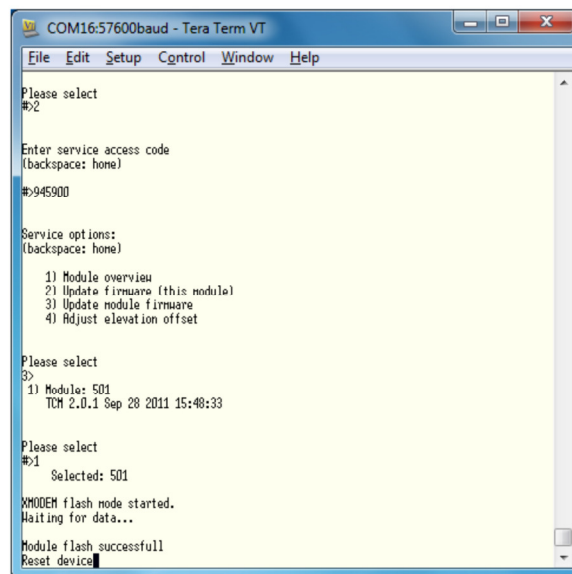 COM16:57600baud - Tera Term VT
File Edit Setup Control Window Help
Please select
#>2
Enter service access code
(backspace: home)
#>945900
Service options:
(backspace: home)
1) Module overview
2) Update firmware (this module)
3) Update module firmware
4) Adjust elevation offset
Please select
3>
1) Module: 501
TCM 2.0.1 Sep 28 2011 15:48:33
Please select
#>1
Selected: 501
XMODEM flash mode started.
Waiting for data...
Module flash successfull
Reset device